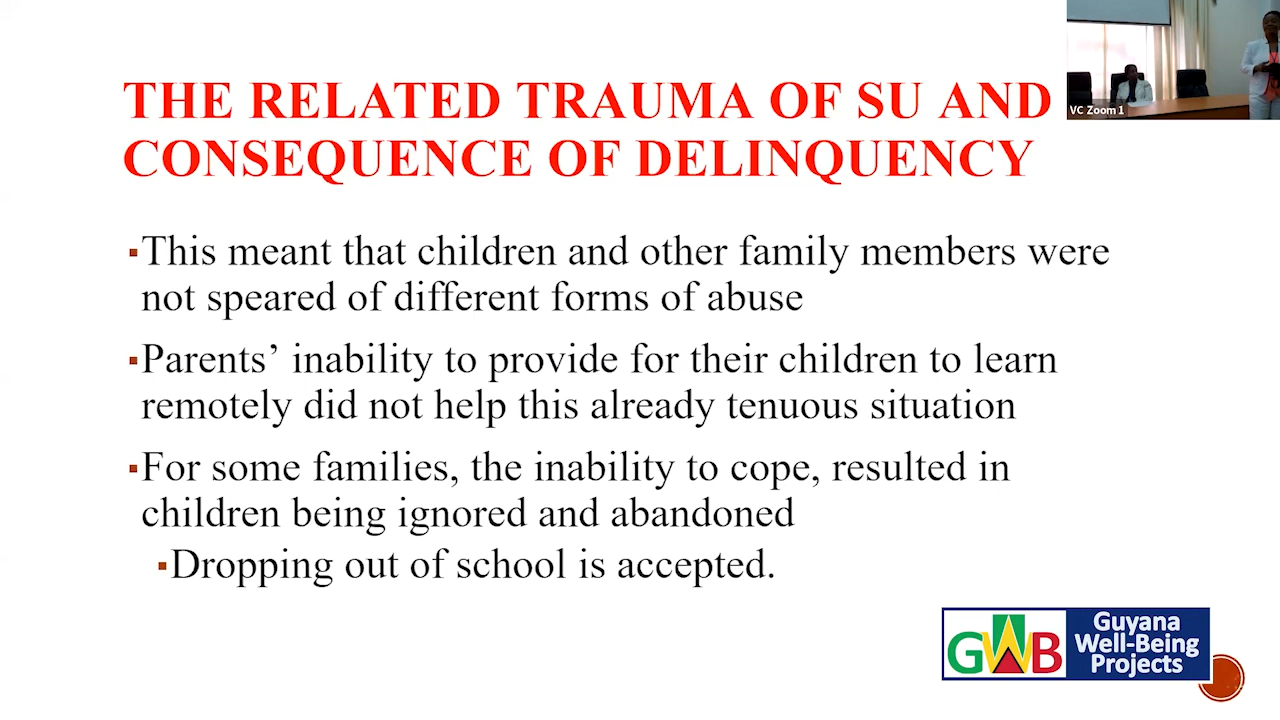 THE RELATED TRAUMA OF SU AND
CONSEQUENCE OF DELINQUENCY
VC Zoom 1
▪This meant that children and other family members were
not speared of different forms of abuse
▪Parents’ inability to provide for their children to learn
remotely did not help this already tenuous situation
▪For some families, the inability to cope, resulted in
children being ignored and abandoned
▪Dropping out of school is accepted.
GWB
Guyana
Well-Being
Projects